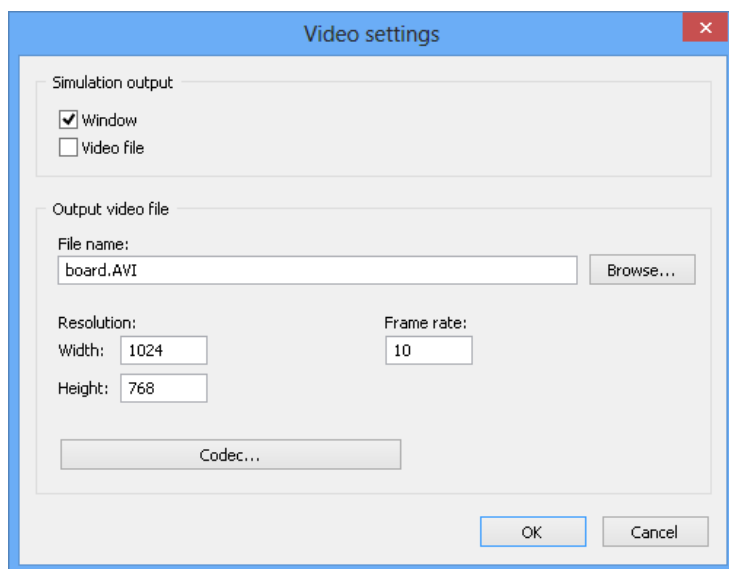 Video settings
Simulation output
Window
Video file
Output video file
File name:
board.AVI
Browse...
Resolution:
Frame rate:
Width: 1024
10
Height: 768
Codec...
OK
Cancel